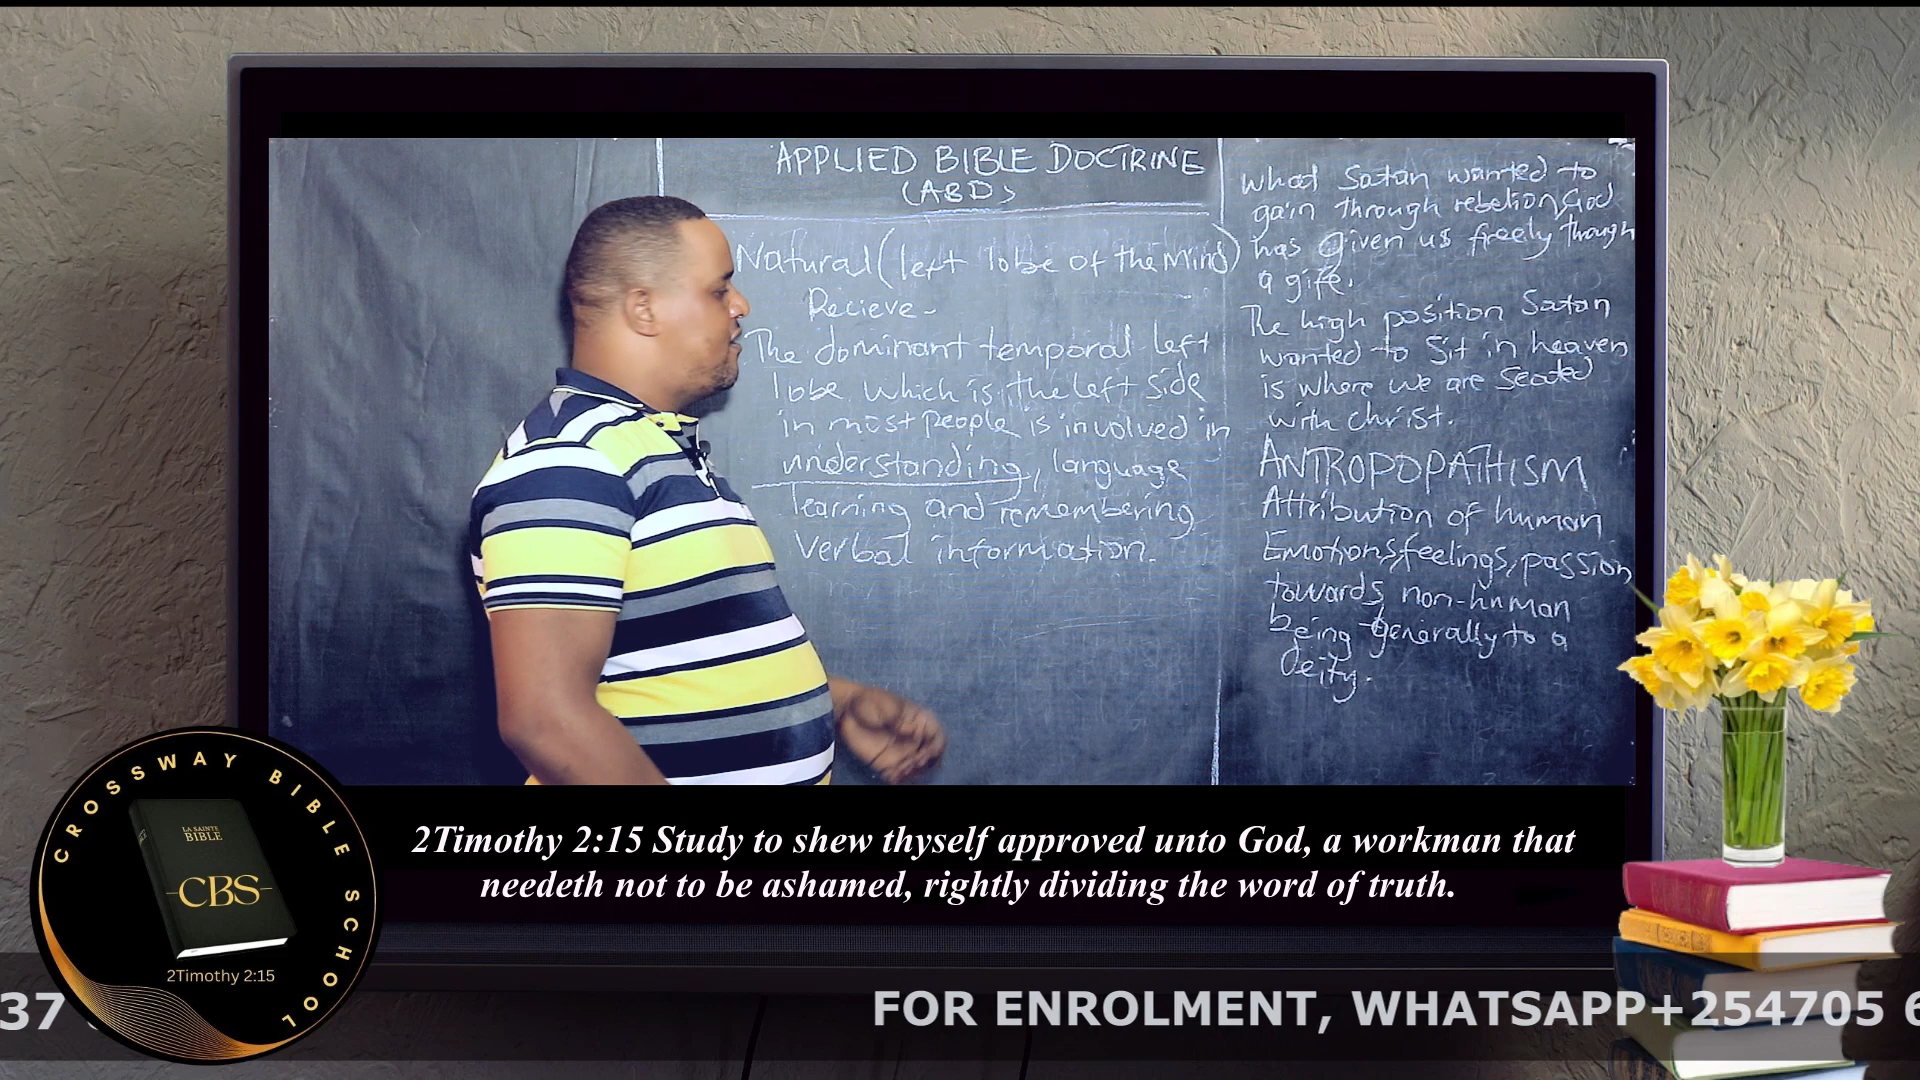 APPLIED BIBLE DOCTRINE
(ABD)
Natural (left lobe of the Mind)
Recieve-
The dominant temporal left
lobe which is the left side
in most people is involved in
understanding, language
learning and remembering
verbal information.
what Satan wanted to
gain through rebelion, God
has given us freely through
a gift.
The high position Satan
wanted to Sit in heaven
is where we are Seated
with christ.
ANTROPOPATHISM
Attribution of human
Emotions, feelings, passion
towards non-human
being generally to a
Deity.
2Timothy 2:15 Study to shew thyself approved unto God, a workman that
needeth not to be ashamed, rightly dividing the word of truth.
CROSSWAY BIBLE SCHOOL
LA SAINTE
BIBLE
CBS
2Timothy 2:15
37
FOR ENROLMENT, WHATSAPP+254705 6